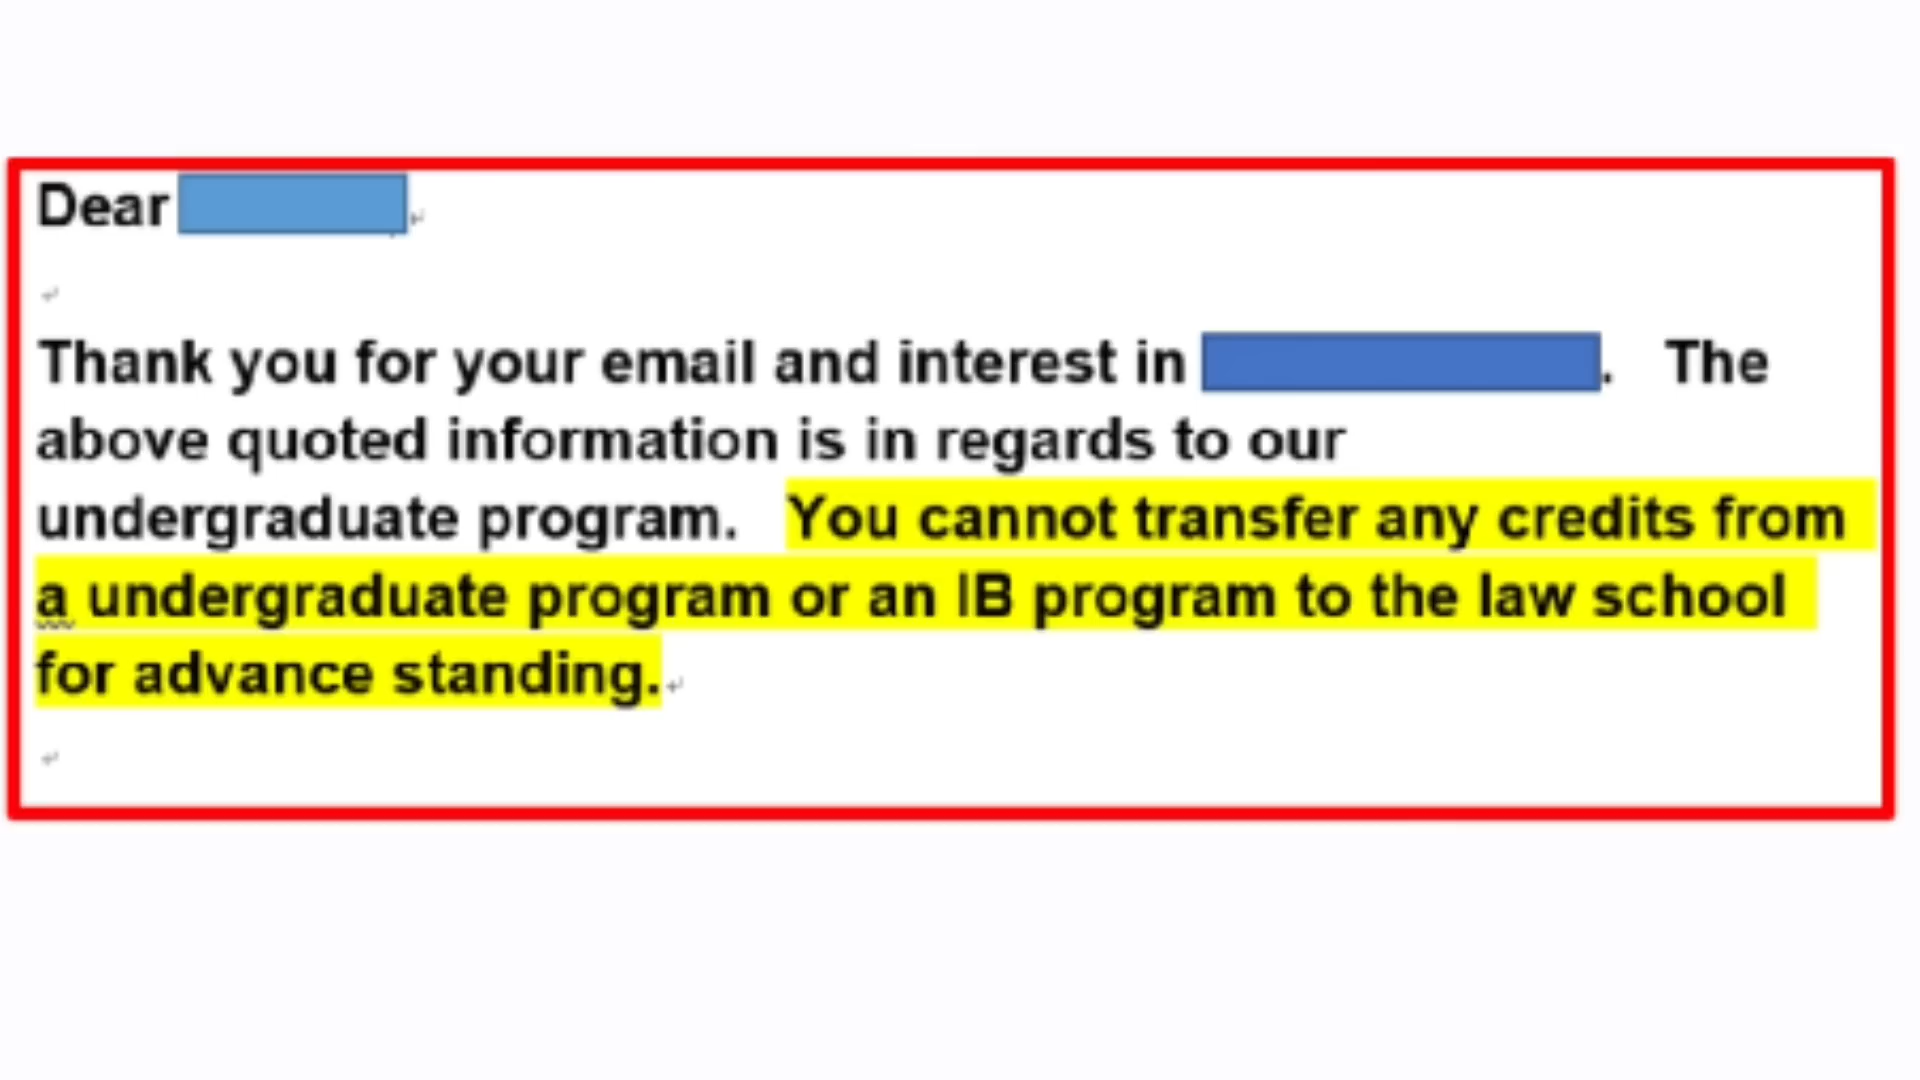 Dear
Thank you for your email and interest in . The
above quoted information is in regards to our
undergraduate program. You cannot transfer any credits from
a undergraduate program or an IB program to the law school
for advance standing.